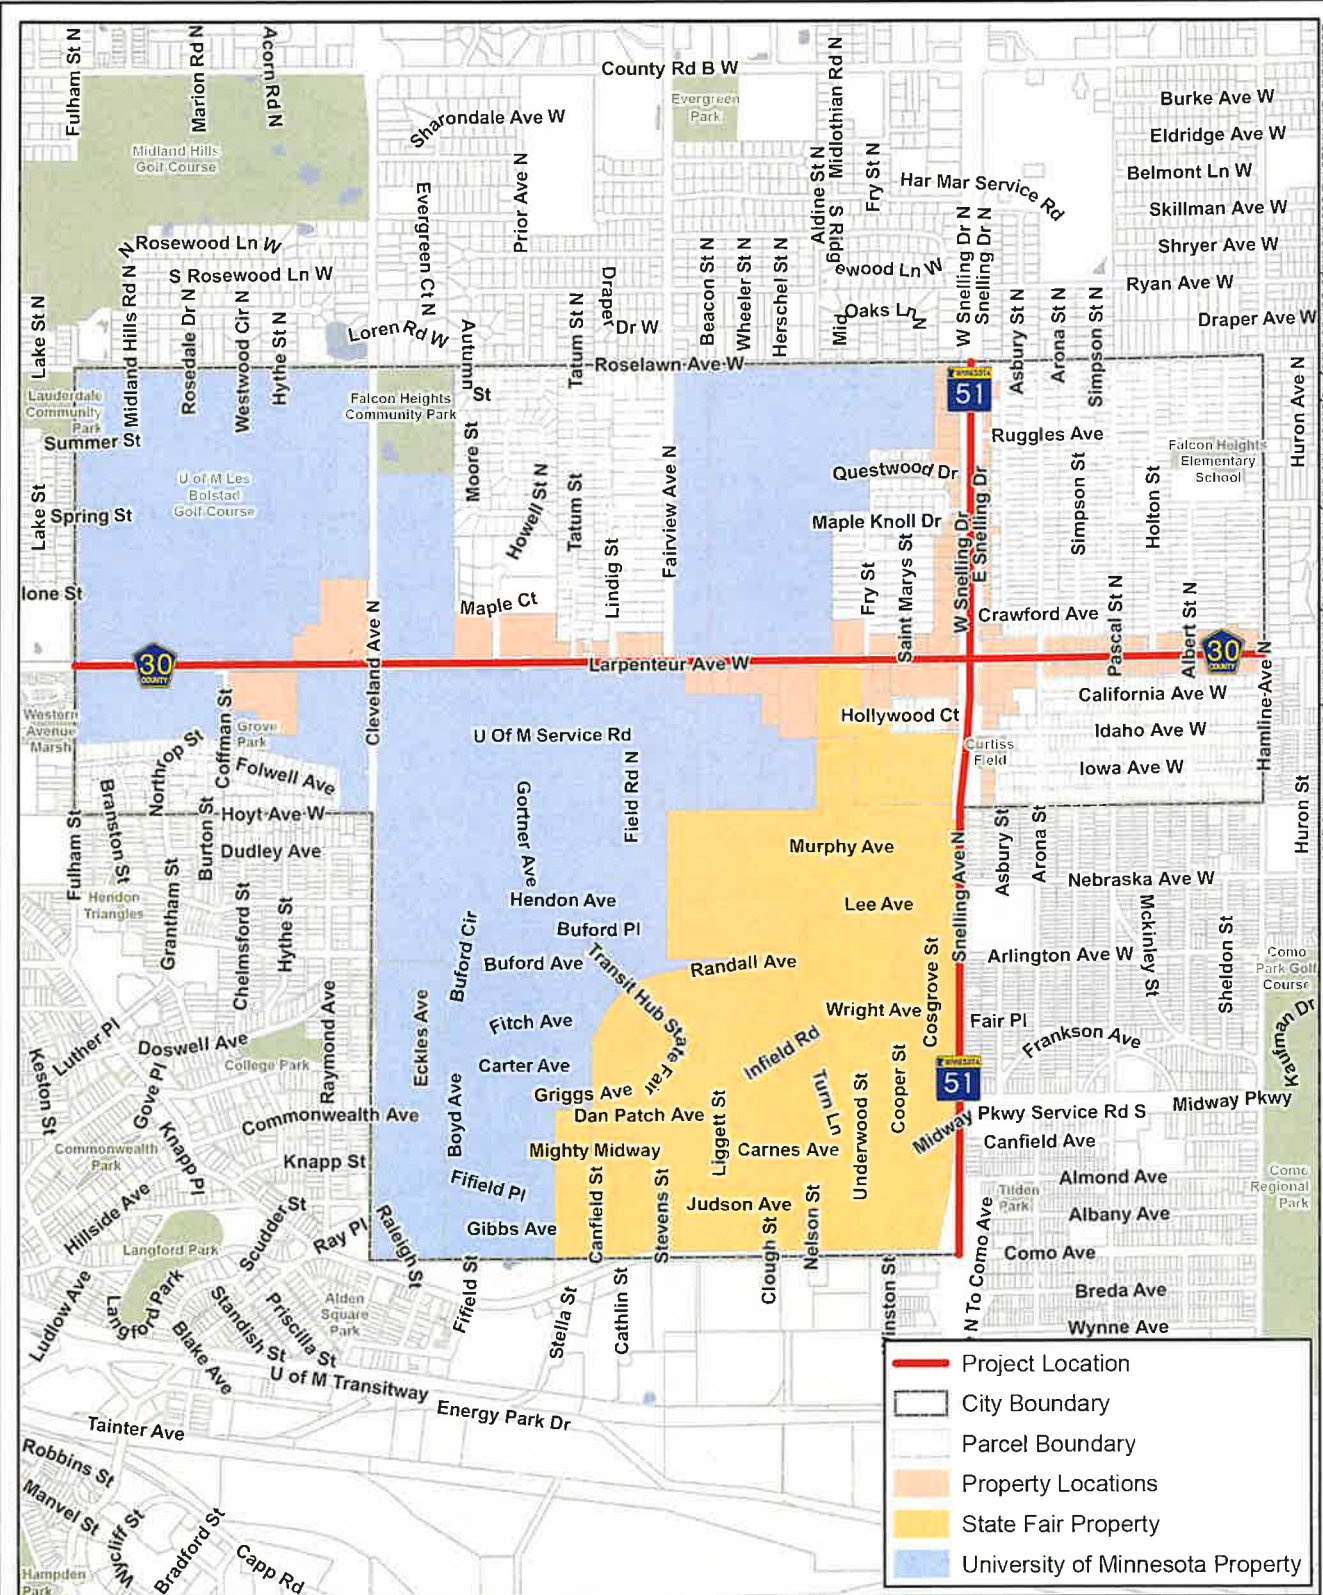 Fulham St N
Marion Rd N
Acorn Rd N
County Rd B W
Midlothian Rd N
Burke Ave W
Evergreen
Park
Sharondale Ave W
Eldridge Ave W
Midland Hills
Golf Course
Prior Ave N
Aldine St N
Fry St N
Belmont Ln W
Har Mar Service Rd
Evergreen Ct N
Skillman Ave W
Rosewood Ln W
N
Midland Hills Rd N
S Rosewood Ln W
Beacon St N
Wheeler St N
Herschel St N
Mid
Oaks Ln
N
S Ridg
ewood Ln W
W Snelling Dr N
Snelling Dr N
Shryer Ave W
Ryan Ave W
Draper Ave W
Lake St N
Rosedale Dr N
Westwood Cir N
Hythe St N
Loren Rd W
Autumn
St
Tatum St N
Draper
Dr W
Asbury St N
Arona St N
Simpson St N
Roselawn Ave W
Huron Ave N
Lauderdale
Community
Park
Falcon Heights
Community Park
MINNESOTA
51
Summer St
Ruggles Ave
Falcon Heights
Elementary
School
U of M Les
Bolstad
Golf Course
Moore St
Howell St N
Tatum St
Fairview Ave N
Questwood Dr
Lake St
Spring St
Maple Knoll Dr
Simpson St
Holton St
Lindig St
Fry St
Saint Marys St
W Snelling Dr
E Snelling Dr
lone St
Maple Ct
Crawford Ave
Pascal St N
Albert St N
Cleveland Ave N
30
COUNTY
Larpenteur Ave W
30
COUNTY
Hamline Ave N
Western
Avenue
Marsh
Coffman St
Grove
Park
Northrop St
Folwell Ave
U Of M Service Rd
Hollywood Ct
California Ave W
Idaho Ave W
Curtiss
Field
Iowa Ave W
Field Rd N
Gortner Ave
Branston St
Burton St
Hoyt Ave W
Huron St
Fulham St
Dudley Ave
Murphy Ave
Snelling Ave N
Asbury St
Arona St
Nebraska Ave W
Hendon
Triangles
Grantham St
Chelmsford St
Hythe St
Hendon Ave
Lee Ave
Mckinley St
Sheldon St
Buford Cir
Buford Pl
Buford Ave
Transit Hub State Fair
Randall Ave
Cosgrove St
Arlington Ave W
Como
Park Golf
Course
Raymond Ave
Eckles Ave
Fitch Ave
Wright Ave
Fair Pl
Frankson Ave
Kaufman Dr
Luther Pl
Doswell Ave
College Park
Keston St
Gove Pl
Carter Ave
Infield Rd
Turn Ln
Cooper St
MINNESOTA
51
Griggs Ave
Boyd Ave
Dan Patch Ave
Liggett St
Underwood St
Midway
Pkwy Service Rd S
Midway Pkwy
Commonwealth Ave
Commonwealth
Park
Knapp Pl
Knapp St
Mighty Midway
Carnes Ave
Canfield Ave
Almond Ave
Como
Regional
Park
Fifield Pl
Canfield St
Stevens St
Judson Ave
Tilden
Park
Albany Ave
Hillside Ave
Langford Park
Scudder St
Ray Pl
Raleigh St
Gibbs Ave
Clough St
Nelson St
Como Ave
N To Como Ave
Breda Ave
Wynne Ave
Ludlow Ave
Langford Park
Standish St
Priscilla St
Alden
Square
Park
Fifield St
Stella St
Cathlin St
inston St
Blake Ave
U of M Transitway
Energy Park Dr
Tainter Ave
Robbins St
Manvel St
Wycliff St
Bradford St
Capp Rd
Hampden
Park
Project Location
City Boundary
Parcel Boundary
Property Locations
State Fair Property
University of Minnesota Property